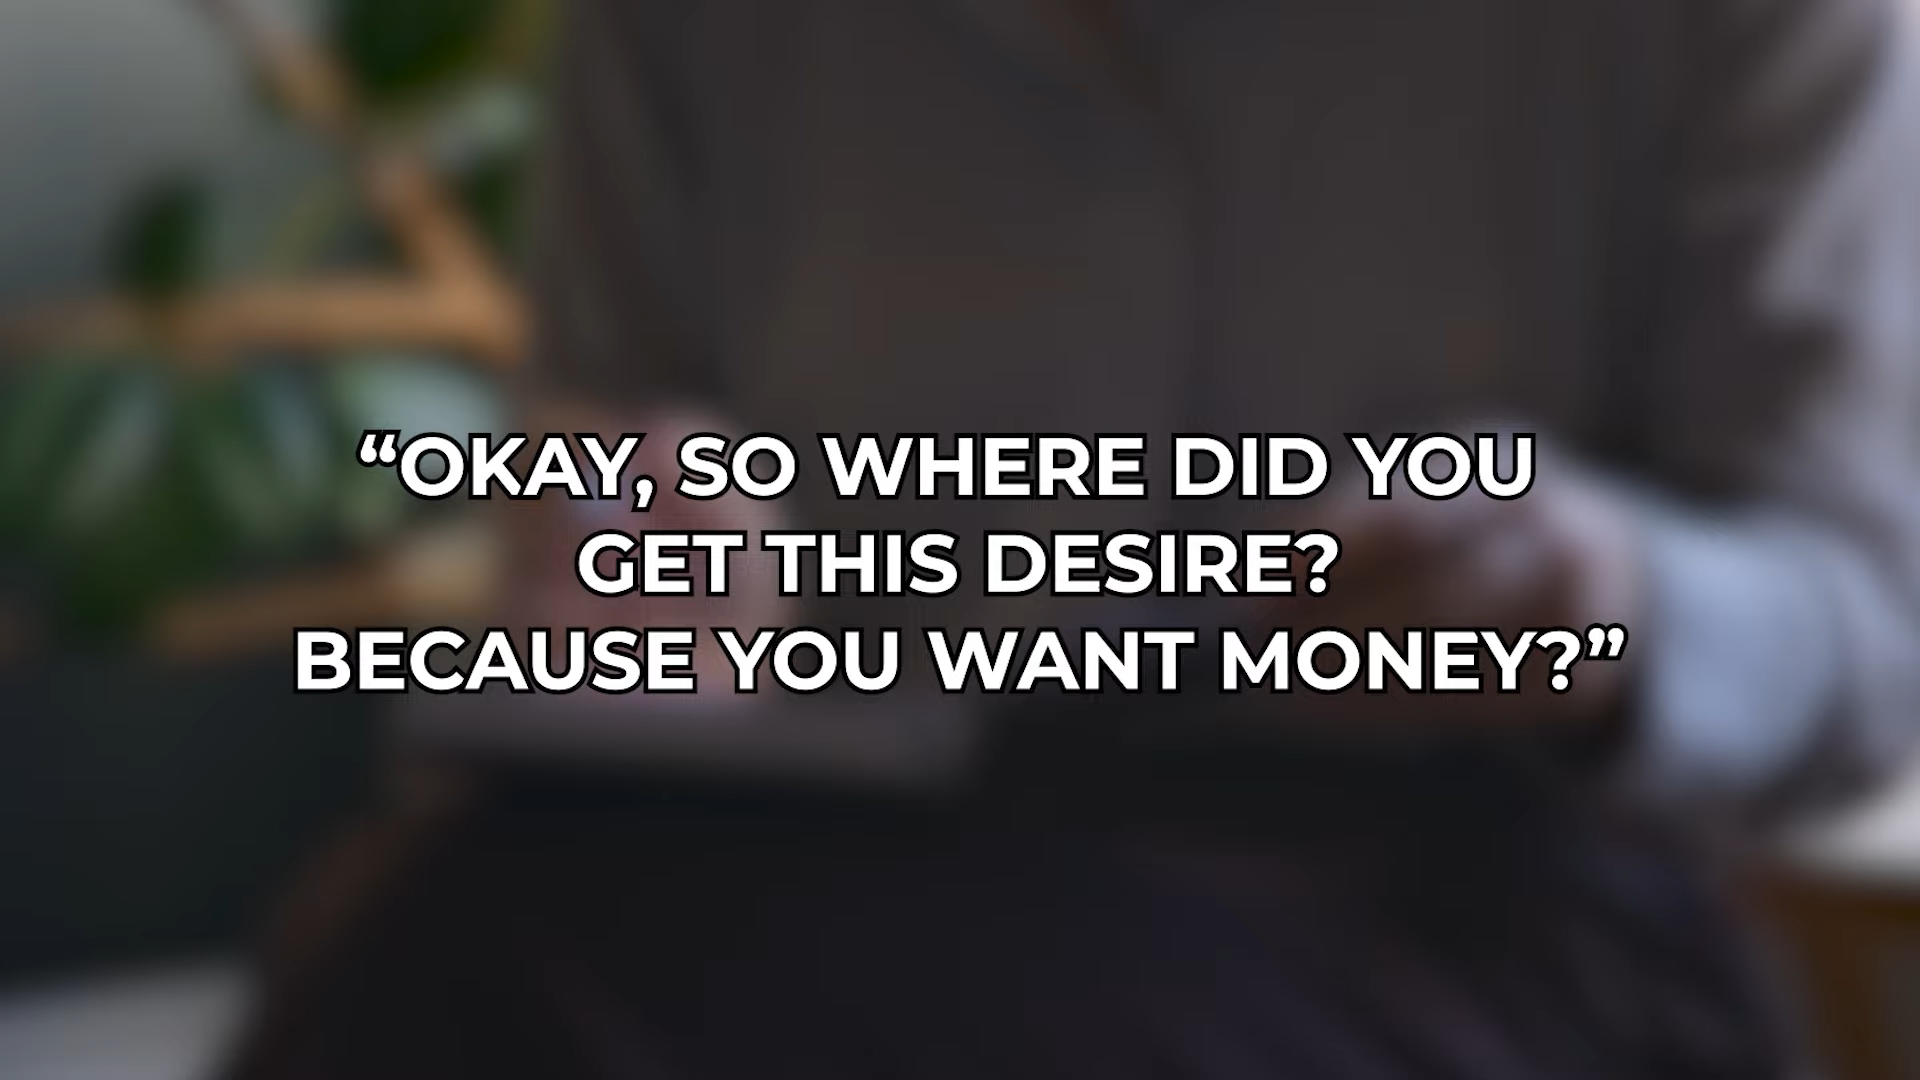 “OKAY, SO WHERE DID YOU
GET THIS DESIRE?
BECAUSE YOU WANT MONEY?”